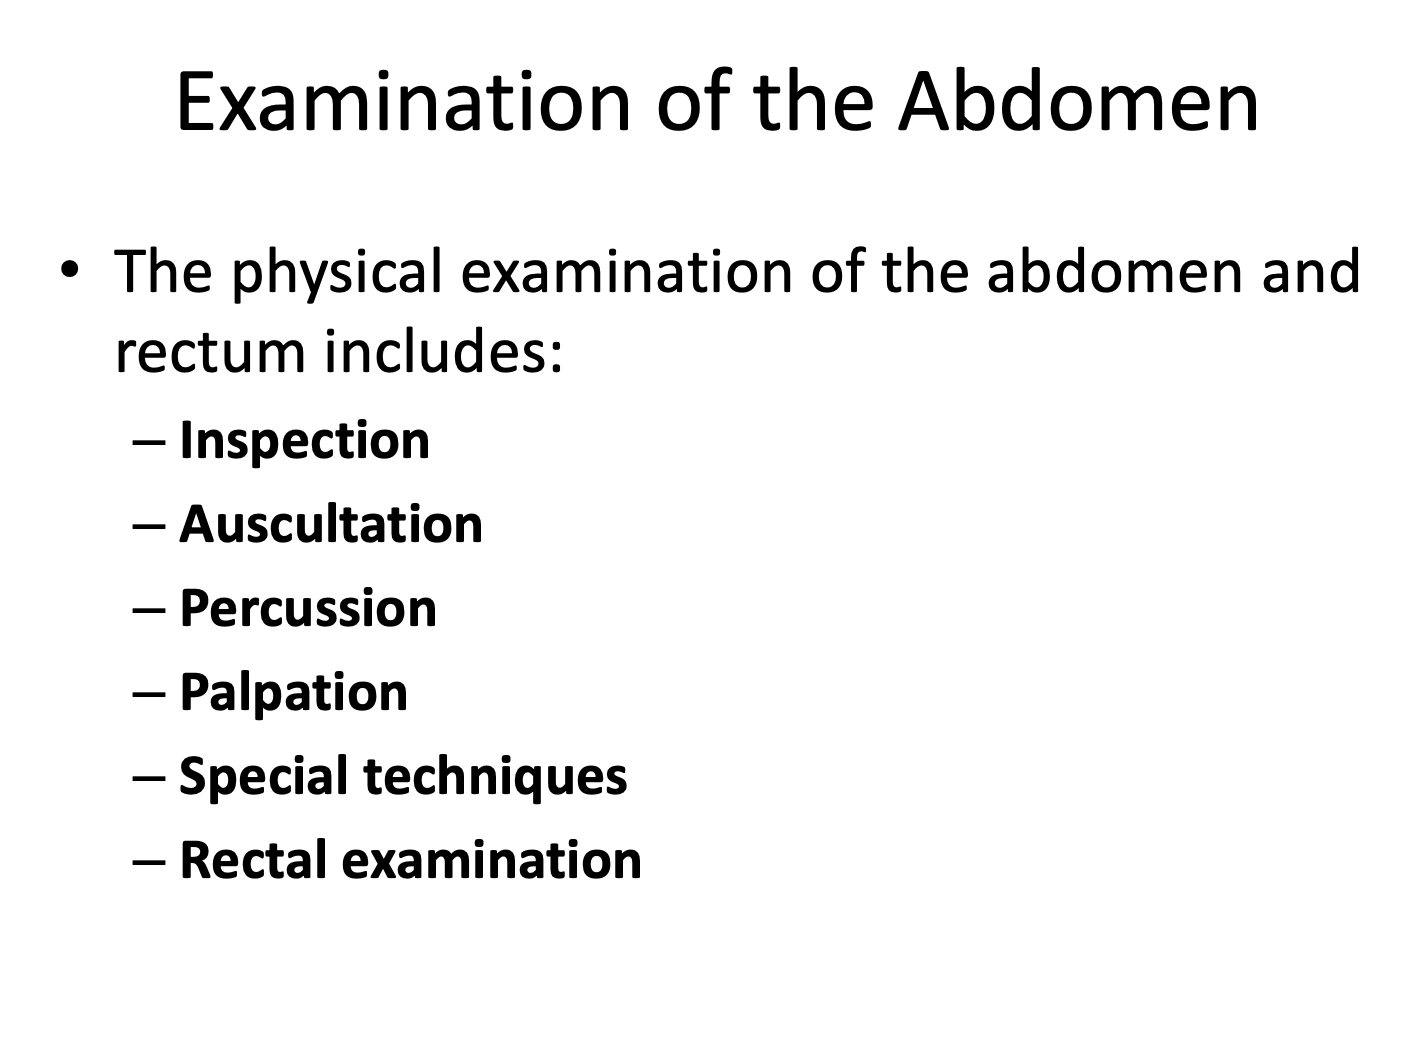 Examination of the Abdomen
• The physical examination of the abdomen and
rectum includes:
– Inspection
– Auscultation
– Percussion
– Palpation
– Special techniques
– Rectal examination